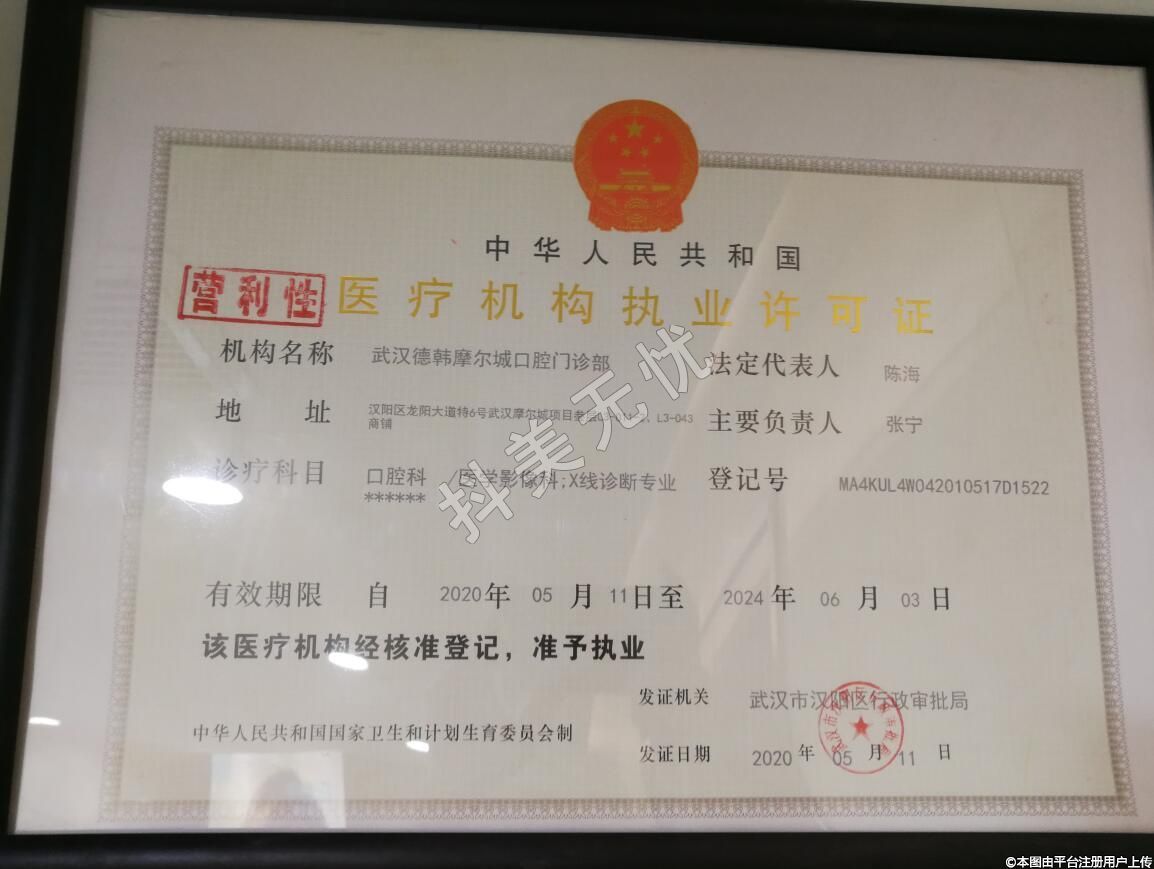 中华人民共和国
营利性 医疗机构执业许可证
机构名称 武汉德韩摩尔城口腔门诊部 法定代表人 陈海
地址 汉阳区龙阳大道特6号武汉摩尔城项目 L3-043
商铺 主要负责人 张宁
诊疗科目 口腔科 /医学影像科;X线诊断专业 登记号 MA4KUL4W042010517D1522
******
有效期限 自 2020年 05 月 11日至 2024 年 06 月 03 日
该医疗机构经核准登记，准予执业
发证机关 武汉市汉阳区行政审批局
中华人民共和国国家卫生和计划生育委员会制
发证日期 2020 年 05 月 11 日
抖美无忧
©本图由平台注册用户上传